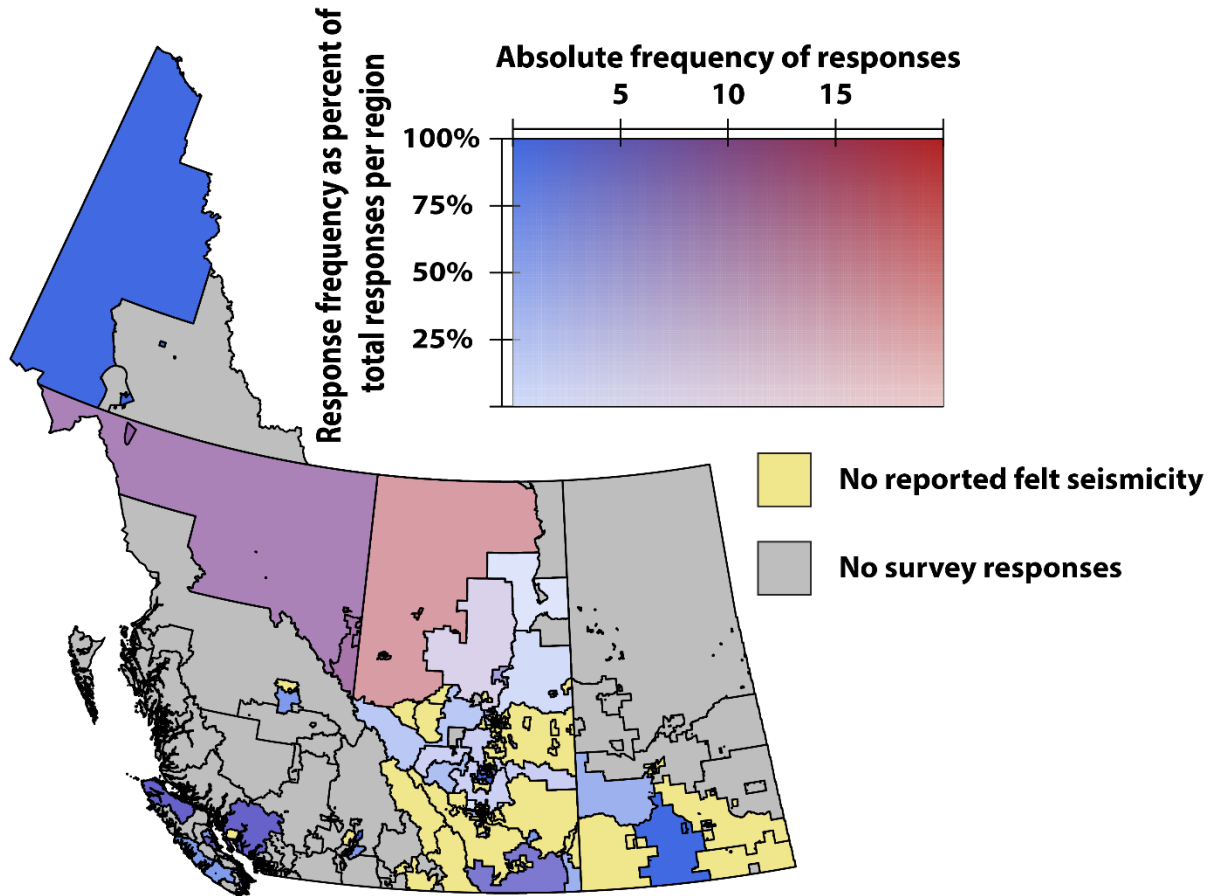 Response frequency as percent of
total responses per region
Absolute frequency of responses
5 10 15
100%
75%
50%
25%
No reported felt seismicity
No survey responses